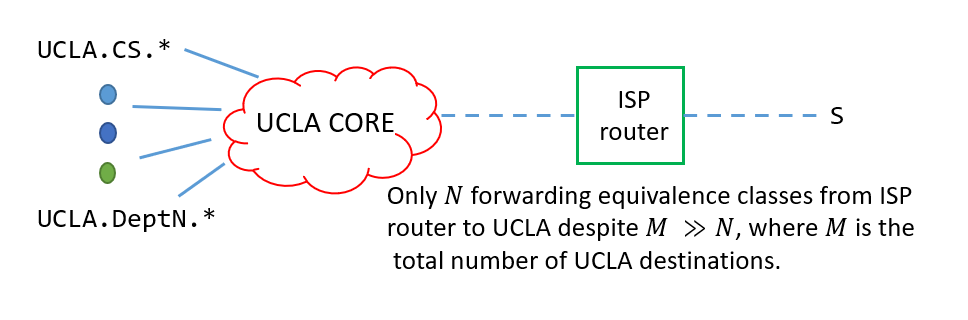 UCLA.CS.*
UCLA CORE
ISP
router
S
UCLA.DeptN.*
Only N forwarding equivalence classes from ISP
router to UCLA despite M ≫ N, where M is the
total number of UCLA destinations.